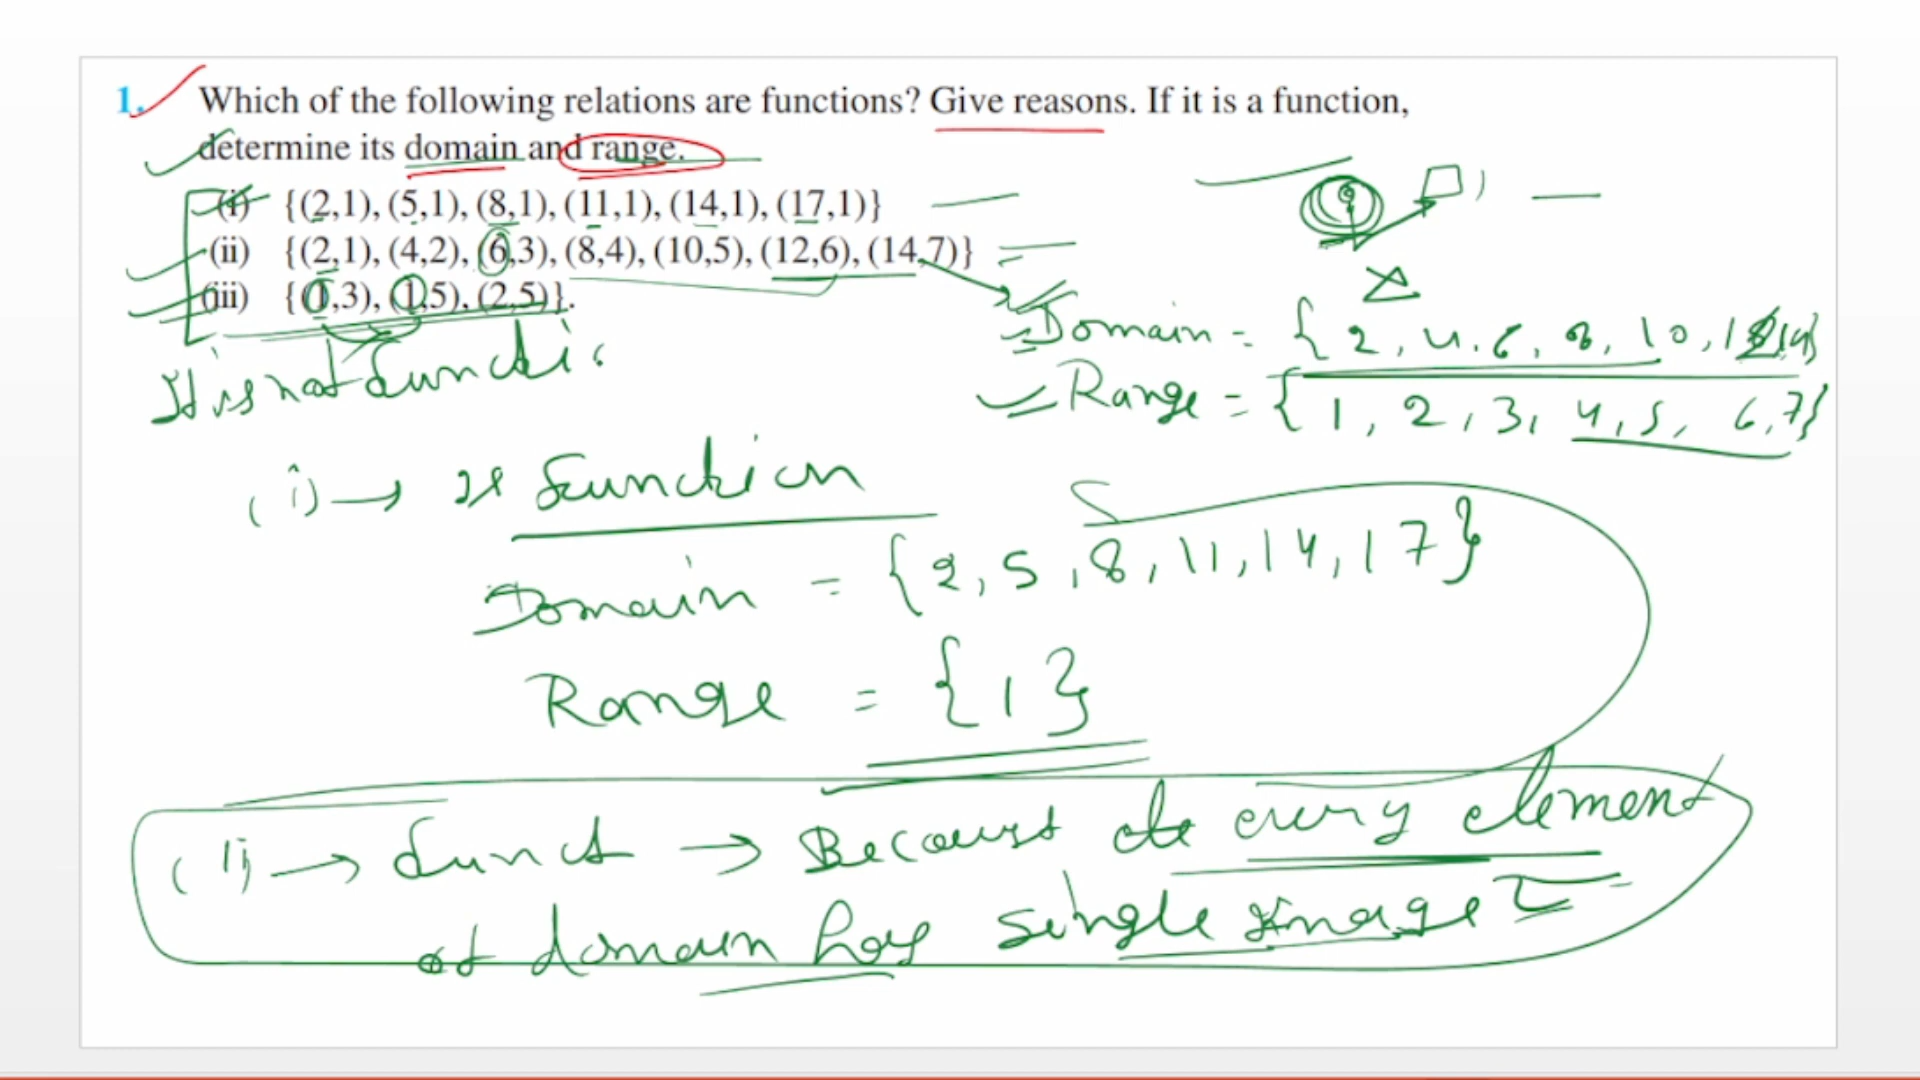 1. Which of the following relations are functions? Give reasons. If it is a function,
determine its domain and range.
(i) {(2,1), (5,1), (8,1), (11,1), (14,1), (17,1)}
(ii) {(2,1), (4,2), (6,3), (8,4), (10,5), (12,6), (14,7)}
(iii) {(1,3), (1,5), (2,5)}.
Domain = {2, 4, 6, 8, 10, 12, 14}
It is not functi
Range = {1, 2, 3, 4, 5, 6, 7}
(i) → function
Domain = {2, 5, 8, 11, 14, 17}
Range = {1}
(ii → funct → Because every element
of domain has single image